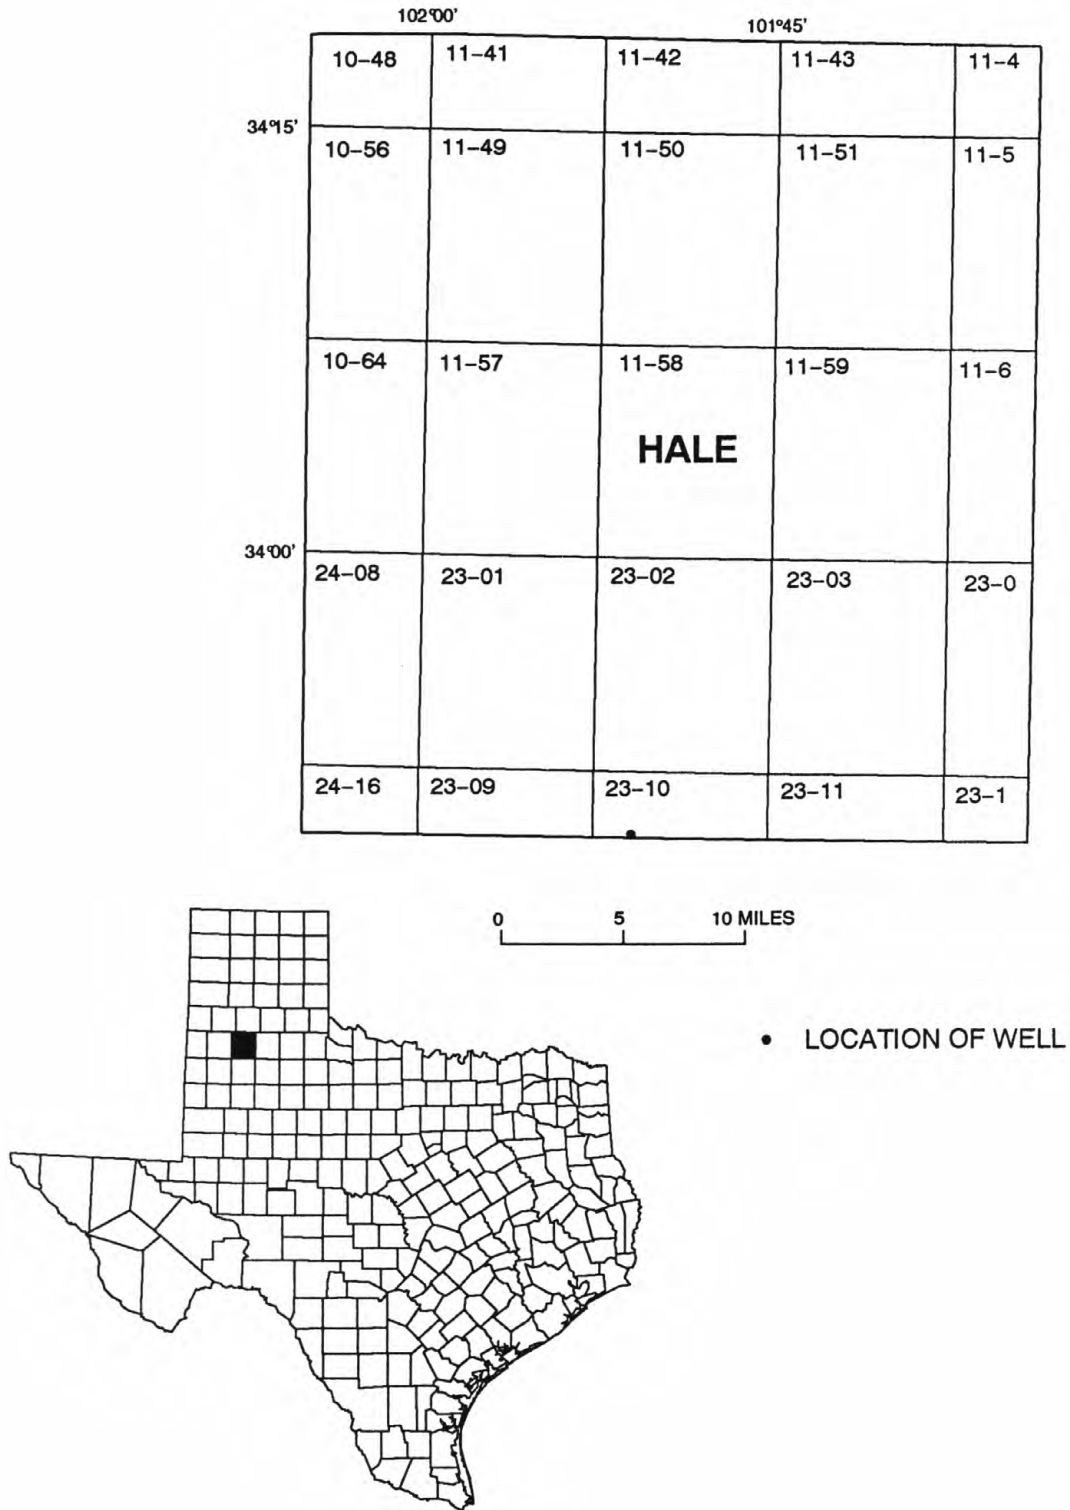 102°00' 101°45'
10-48 11-41 11-42 11-43 11-4
34°15'
10-56 11-49 11-50 11-51 11-5
10-64 11-57 11-58 11-59 11-6
HALE
34°00'
24-08 23-01 23-02 23-03 23-0
24-16 23-09 23-10 23-11 23-1
0 5 10 MILES
• LOCATION OF WELL